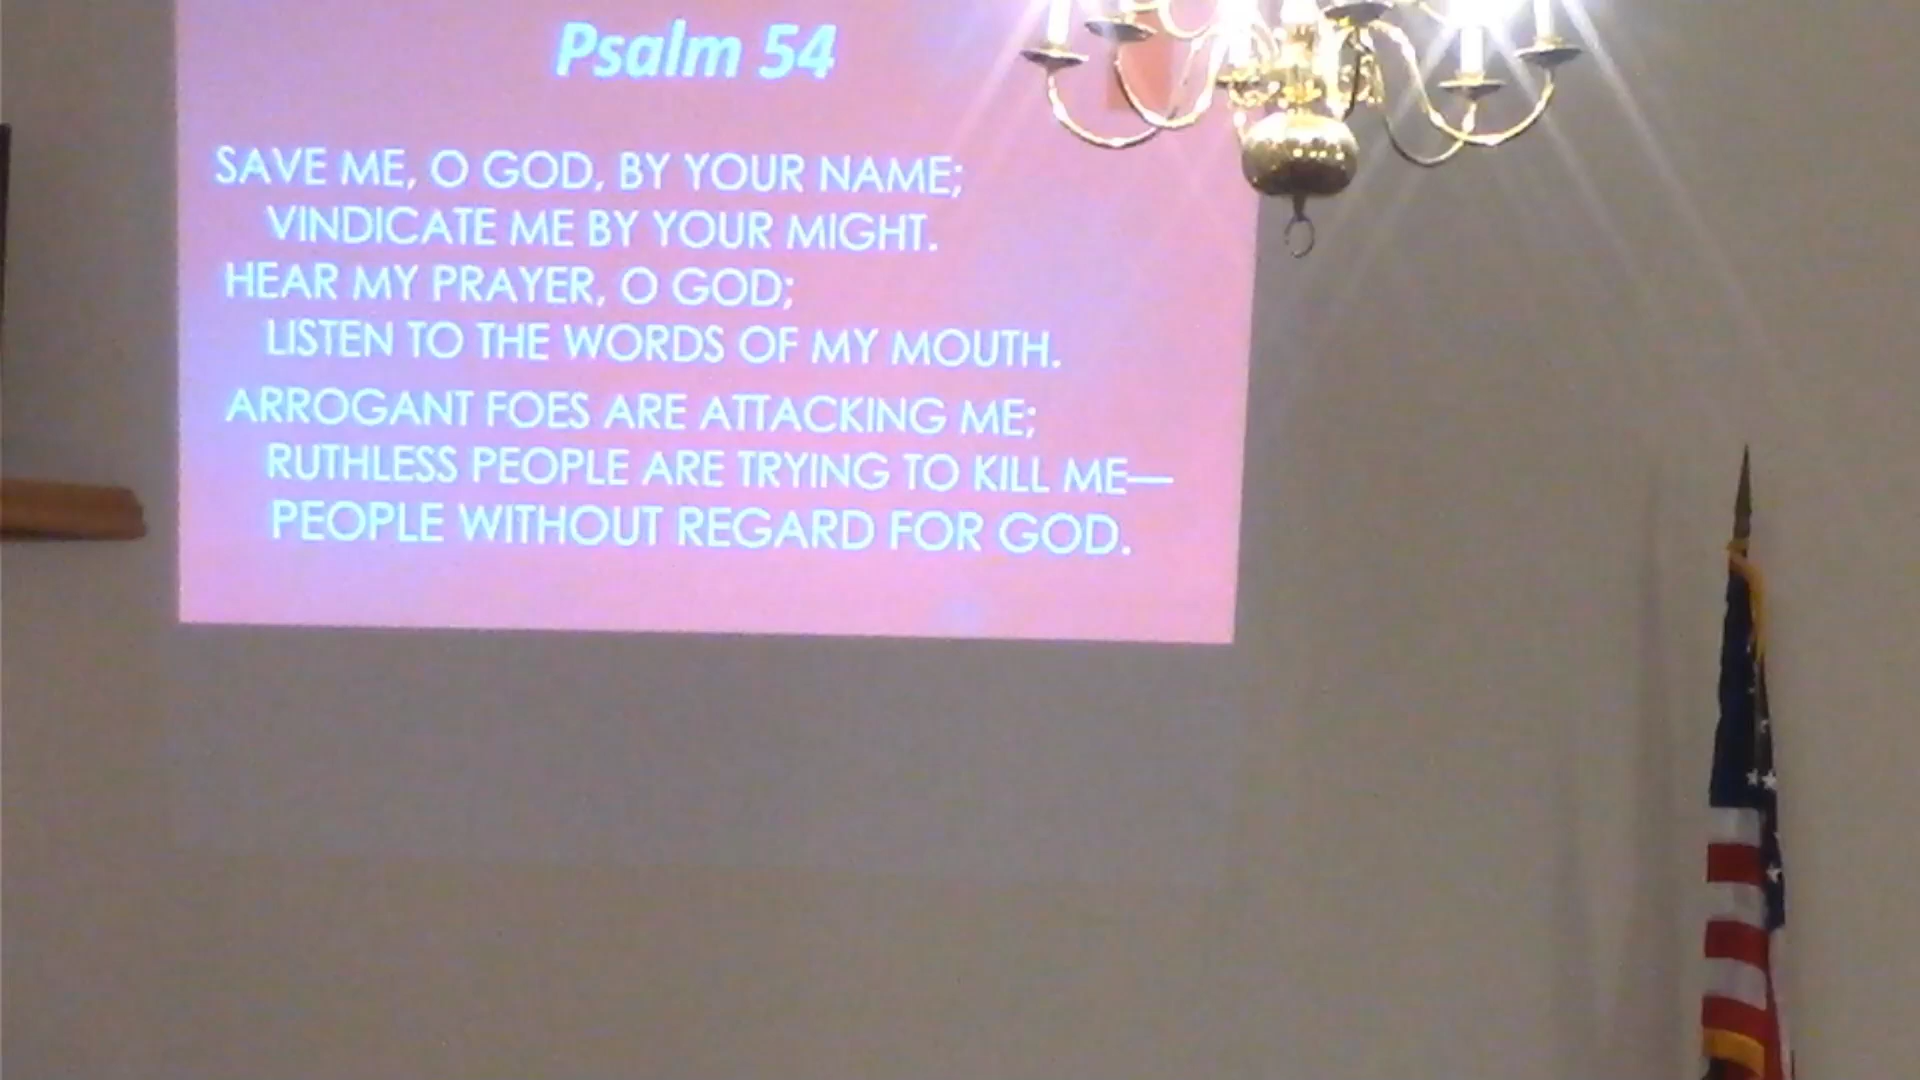 Psalm 54
SAVE ME, O GOD, BY YOUR NAME;
VINDICATE ME BY YOUR MIGHT.
HEAR MY PRAYER, O GOD;
LISTEN TO THE WORDS OF MY MOUTH.
ARROGANT FOES ARE ATTACKING ME;
RUTHLESS PEOPLE ARE TRYING TO KILL ME—
PEOPLE WITHOUT REGARD FOR GOD.